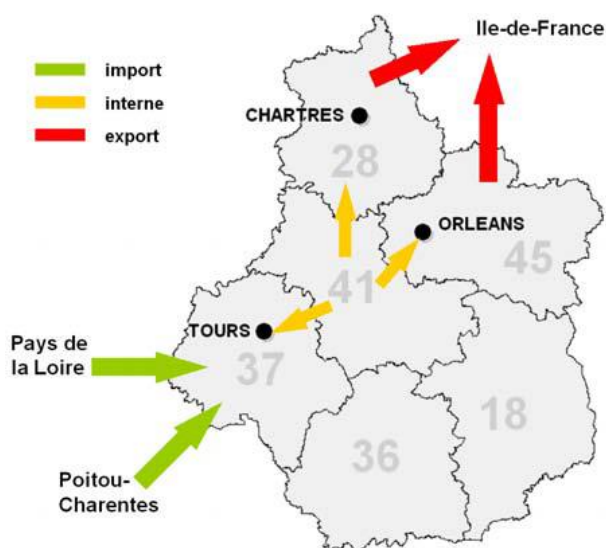 Ile-de-France
import
interne
export
CHARTRES
28
ORLEANS
45
41
TOURS
37
Pays de
la Loire
18
36
Poitou-
Charentes